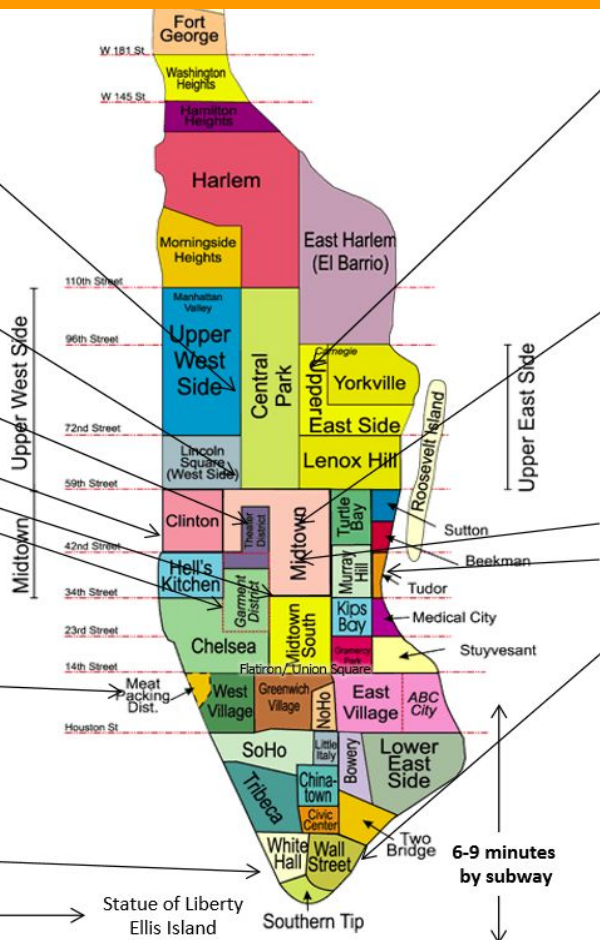 Fort
George
W 181 St
Washington
Heights
W 145 St
Hamilton
Heights
Harlem
East Harlem
(El Barrio)
Morningside
Heights
110th Street
Manhattan
Valley
Upper
West
Side
Upper West Side
96th Street
Central
Park
Carnegie
Upper
East Side
Yorkville
Upper East Side
Roosevelt Island
72nd Street
Lincoln
Square
(West Side)
Lenox Hill
59th Street
Clinton
Theater
District
Midtown
Turtle
Bay
Sutton
Midtown
42nd Street
Beekman
Hell's
Kitchen
Garment
District
Murray
Hill
Tudor
34th Street
Midtown
South
Kips
Bay
Medical City
23rd Street
Chelsea
Gramercy
Park
Stuyvesant
14th Street
Flatiron/ Union Square
Meat
Packing
Dist.
West
Village
Greenwich
Village
NoHo
East
Village
ABC
City
Houston St
SoHo
Little
Italy
Bowery
Lower
East
Side
Tribeca
China-
town
Civic
Center
Two
Bridge
White
Hall
Wall
Street
6-9 minutes
by subway
Statue of Liberty
Ellis Island
Southern Tip